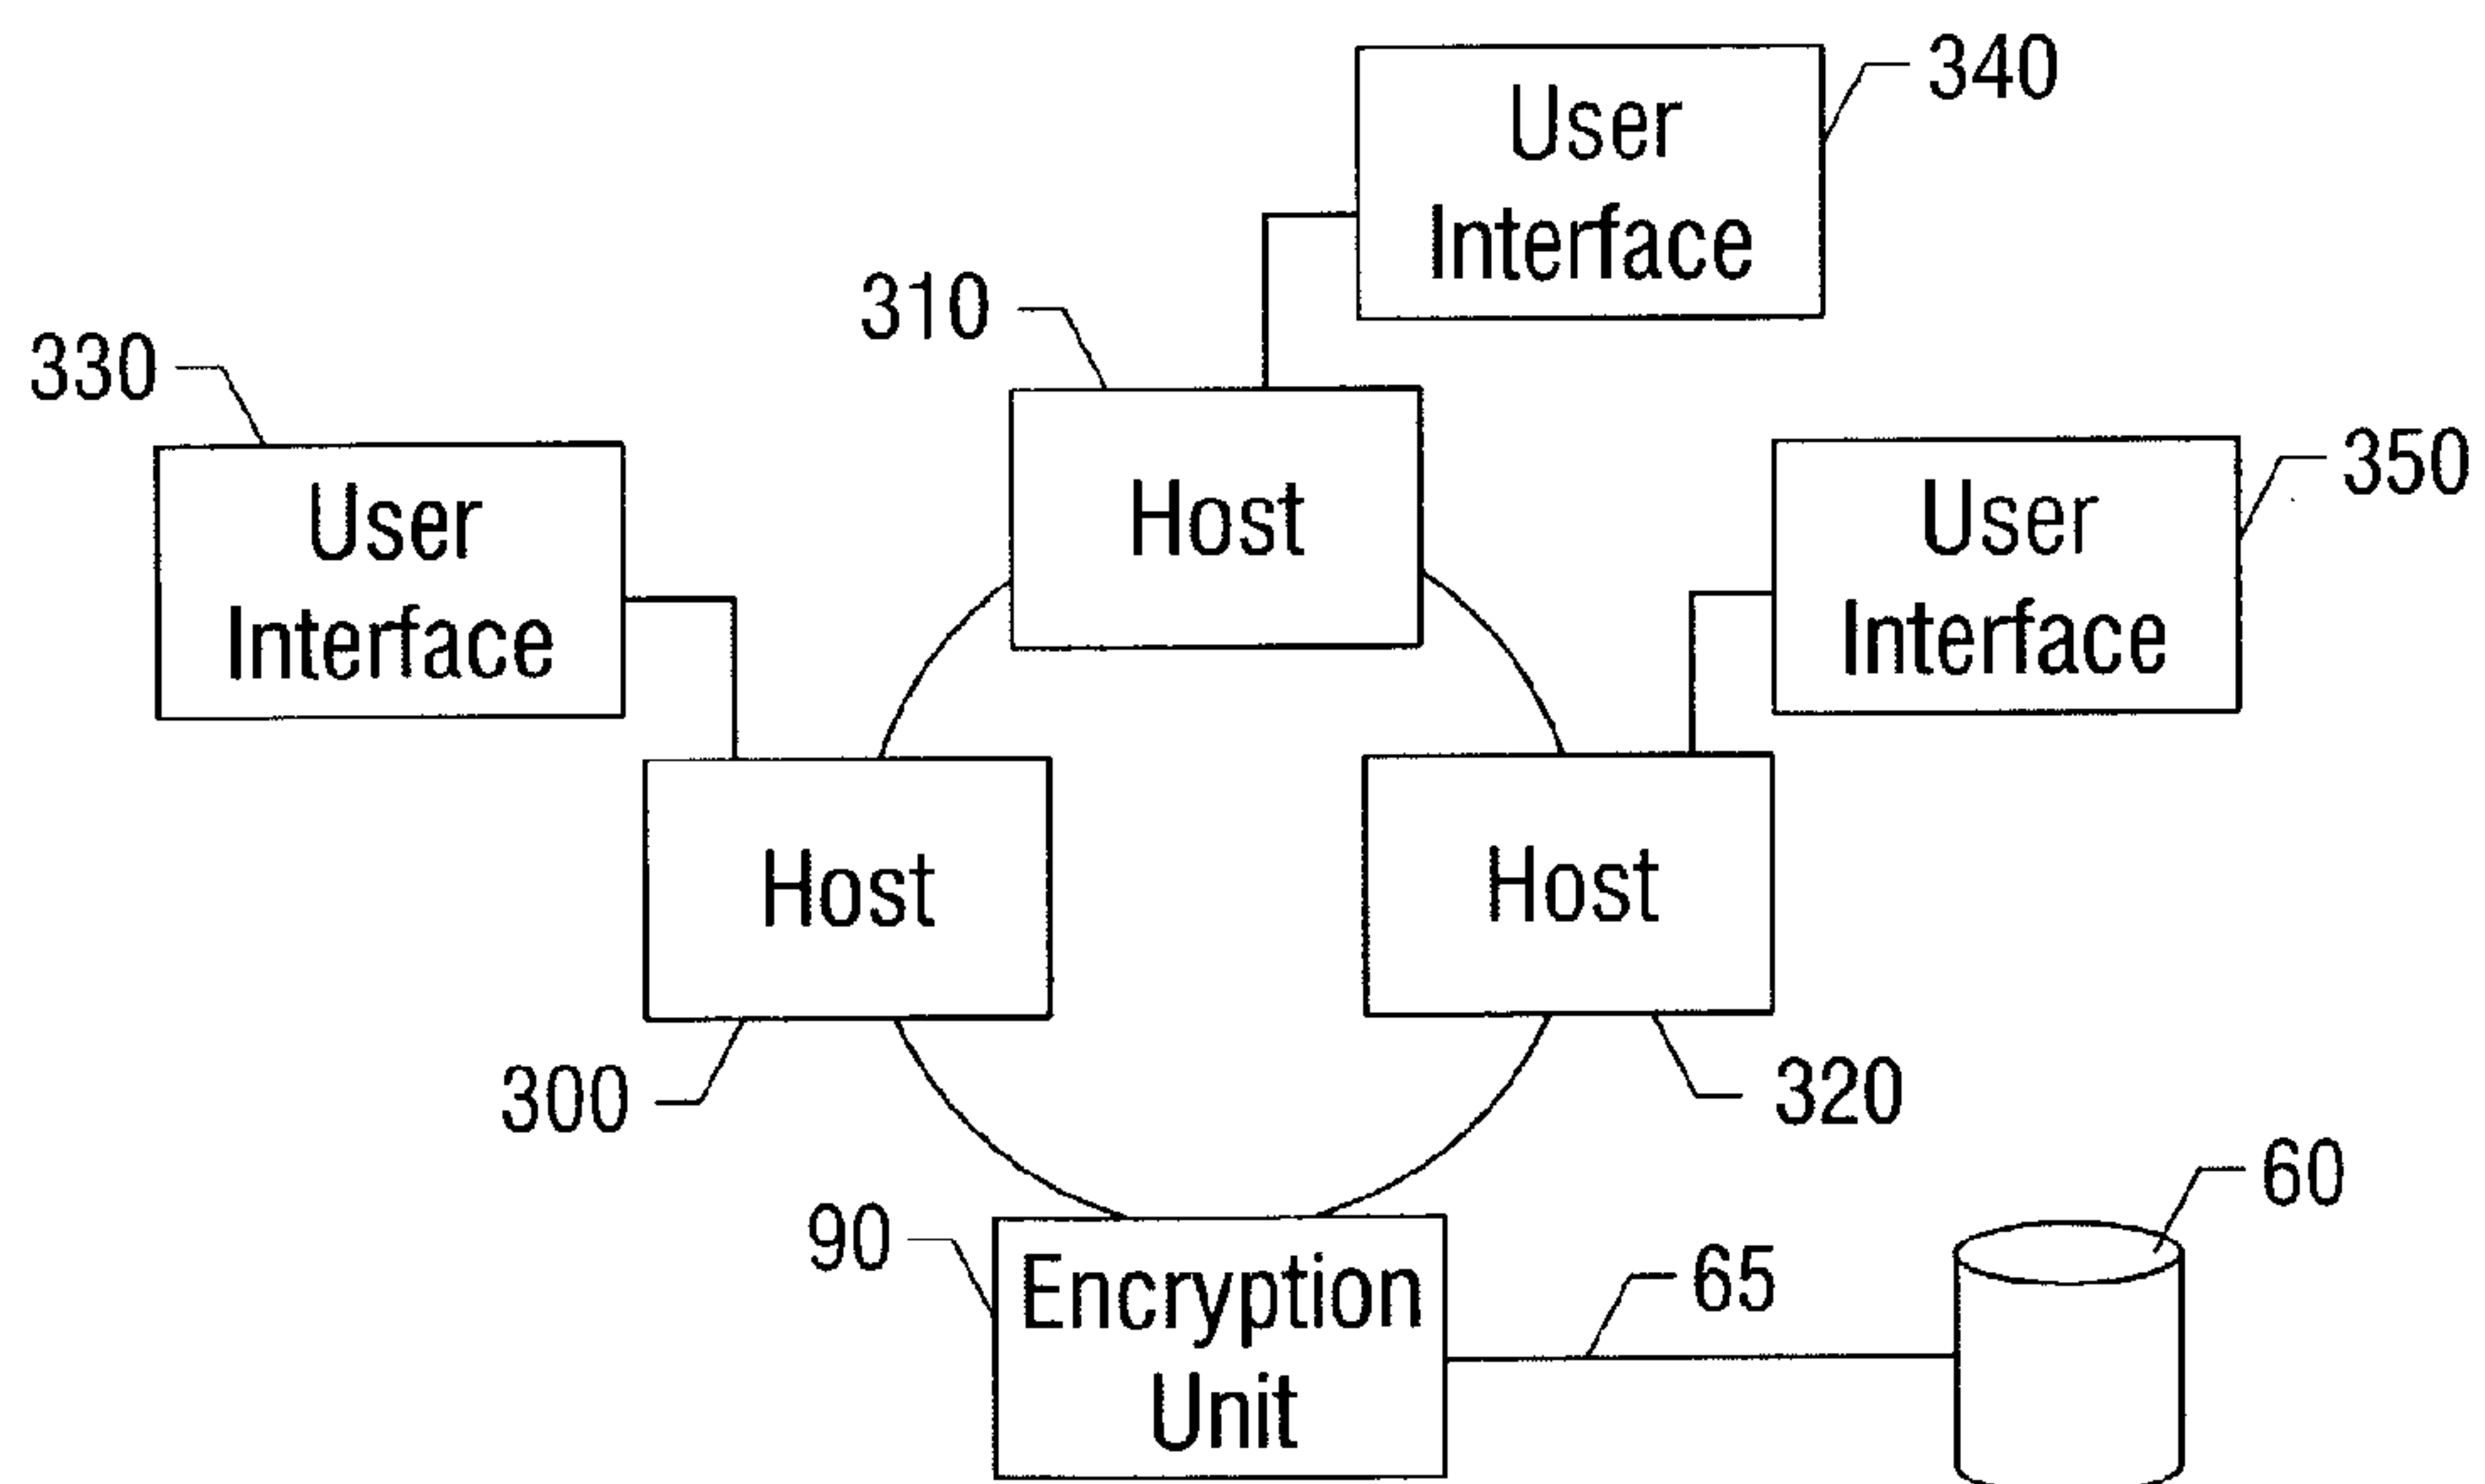 340
User
Interface
310
330
Host
350
User
Interface
User
Interface
Host
Host
300
320
60
90
Encryption
Unit
65